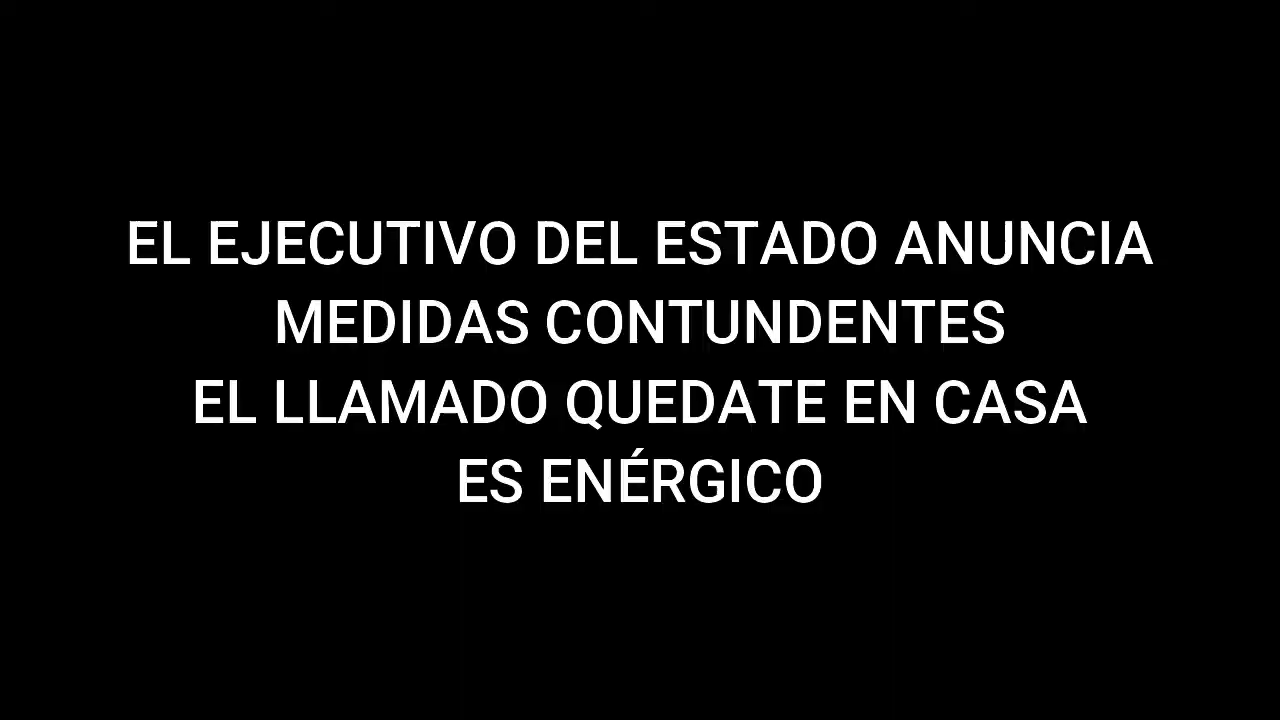 EL EJECUTIVO DEL ESTADO ANUNCIA
MEDIDAS CONTUNDENTES
EL LLAMADO QUEDATE EN CASA
ES ENÉRGICO